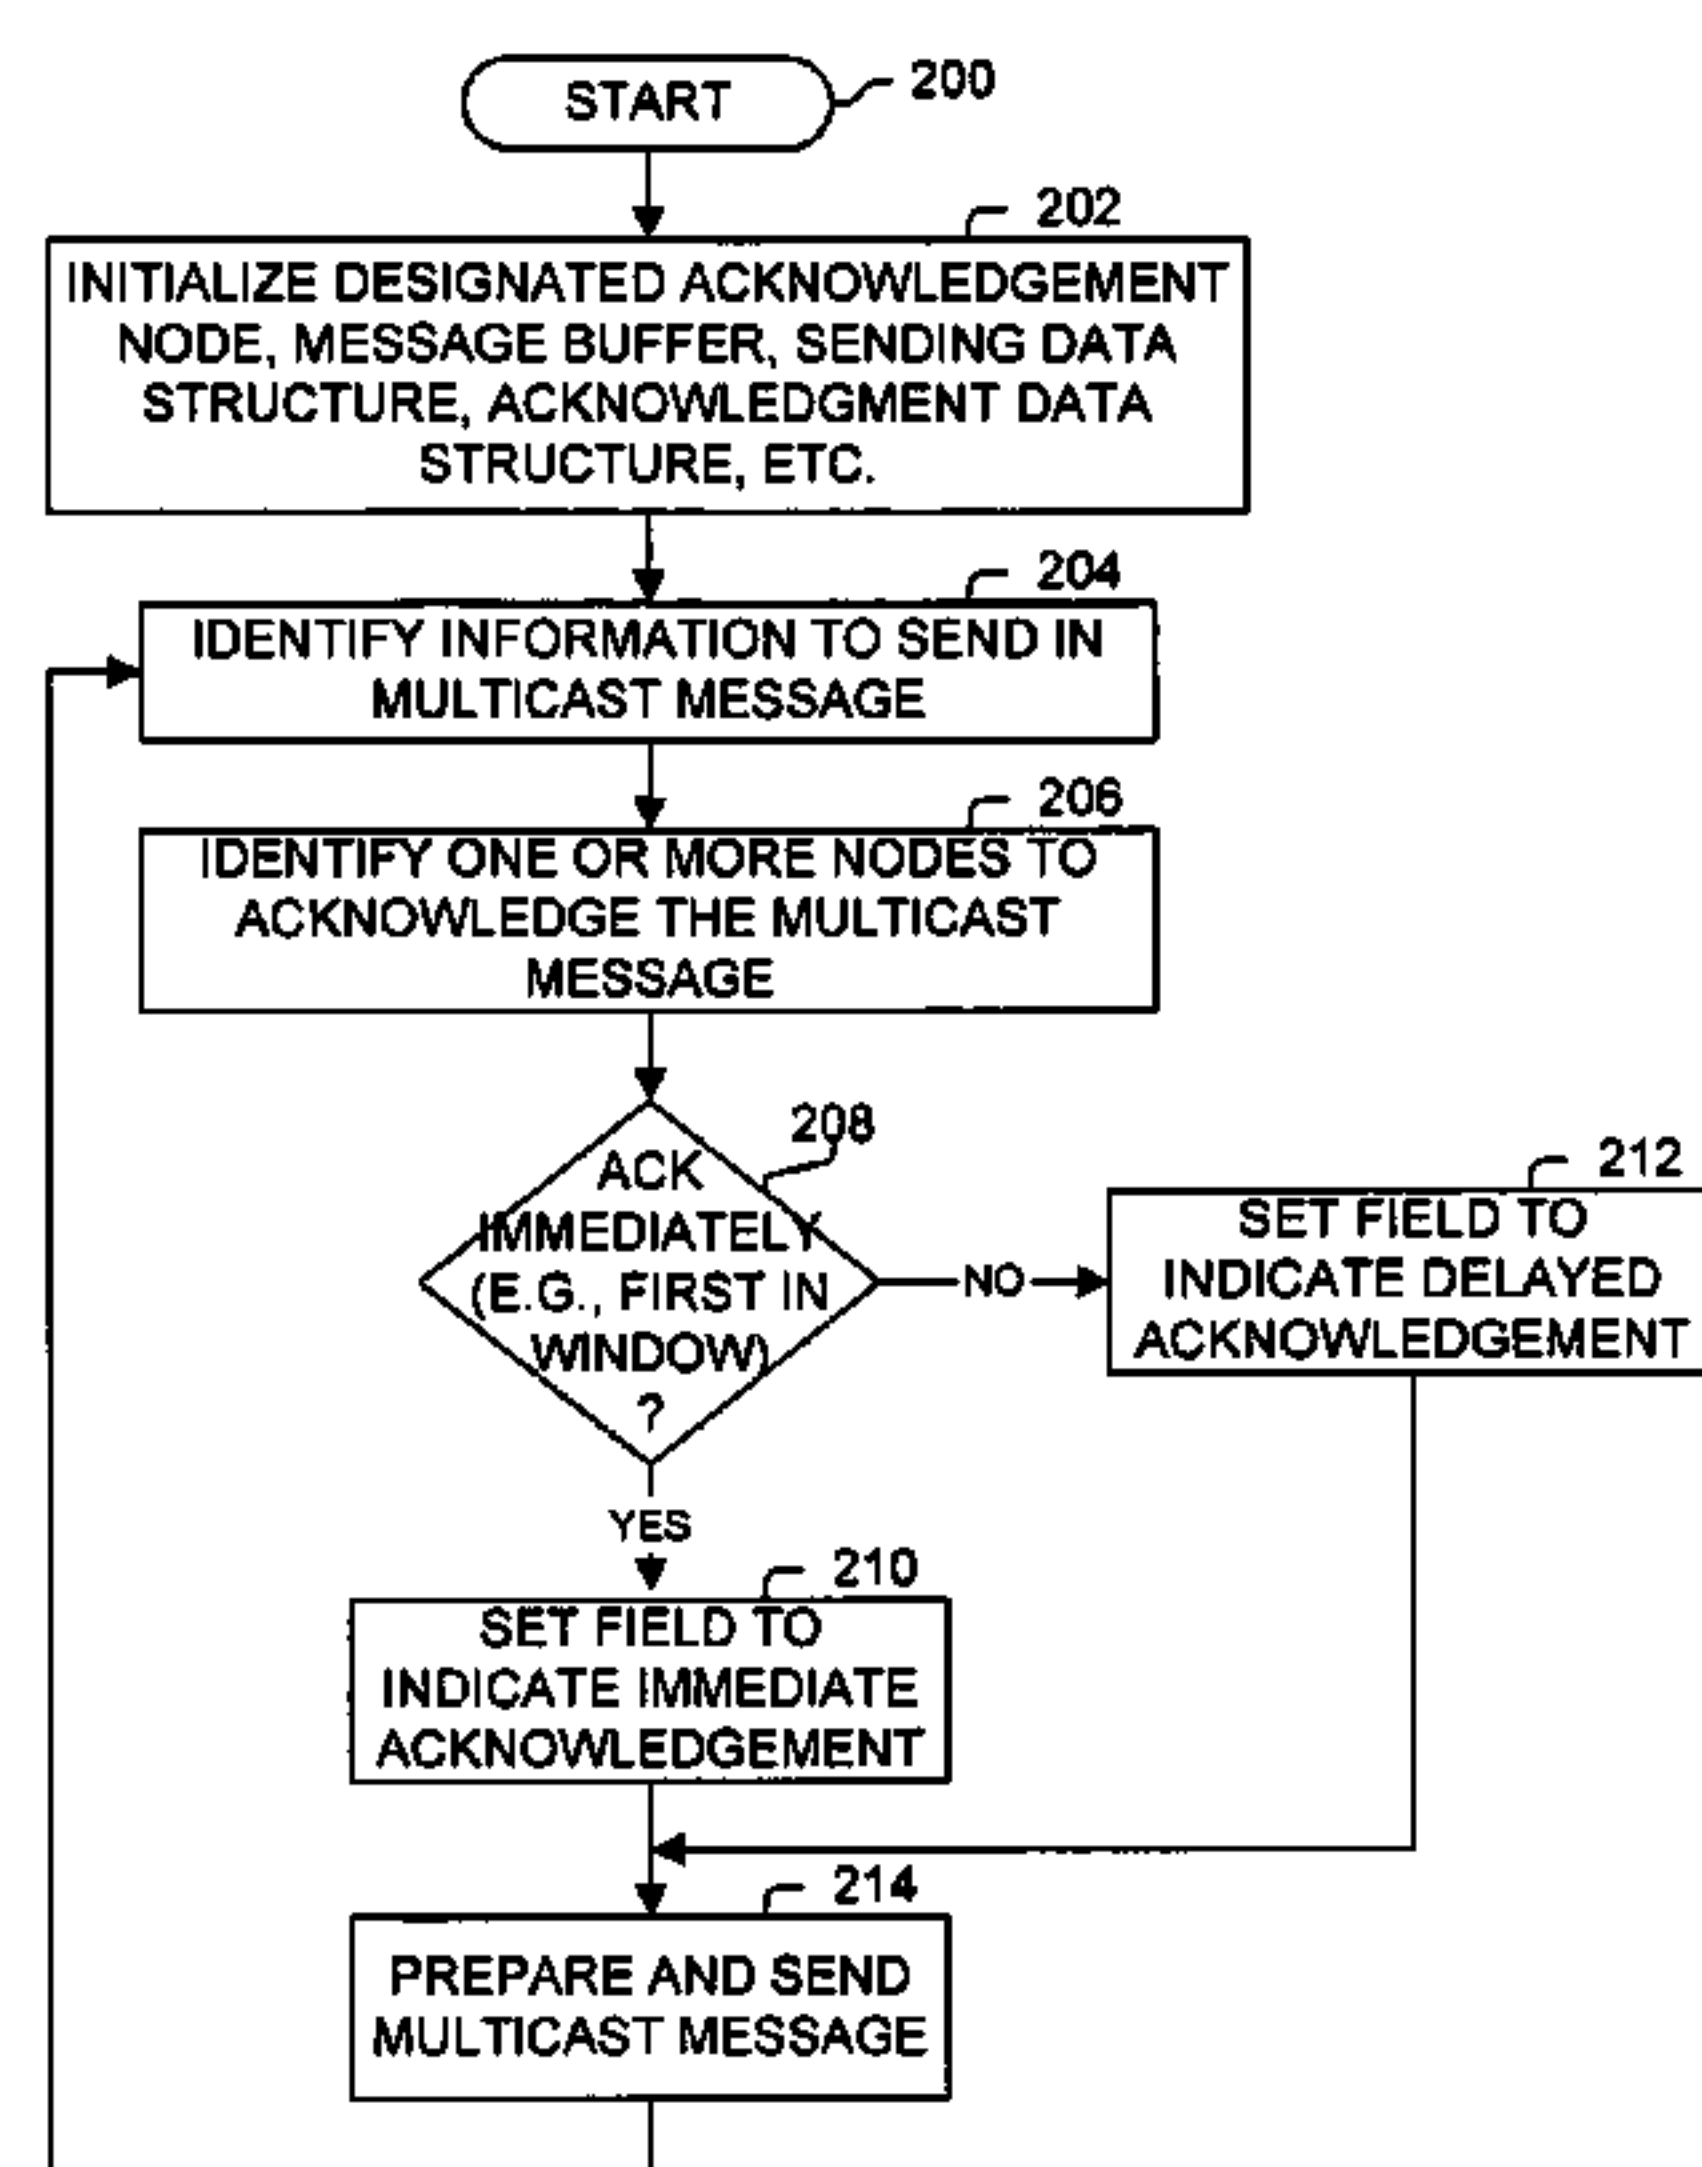 START
200
202
INITIALIZE DESIGNATED ACKNOWLEDGEMENT
NODE, MESSAGE BUFFER, SENDING DATA
STRUCTURE, ACKNOWLEDGMENT DATA
STRUCTURE, ETC.
204
IDENTIFY INFORMATION TO SEND IN
MULTICAST MESSAGE
206
IDENTIFY ONE OR MORE NODES TO
ACKNOWLEDGE THE MULTICAST
MESSAGE
208
ACK
IMMEDIATELY
(E.G., FIRST IN
WINDOW)
?
NO
212
SET FIELD TO
INDICATE DELAYED
ACKNOWLEDGEMENT
YES
210
SET FIELD TO
INDICATE IMMEDIATE
ACKNOWLEDGEMENT
214
PREPARE AND SEND
MULTICAST MESSAGE